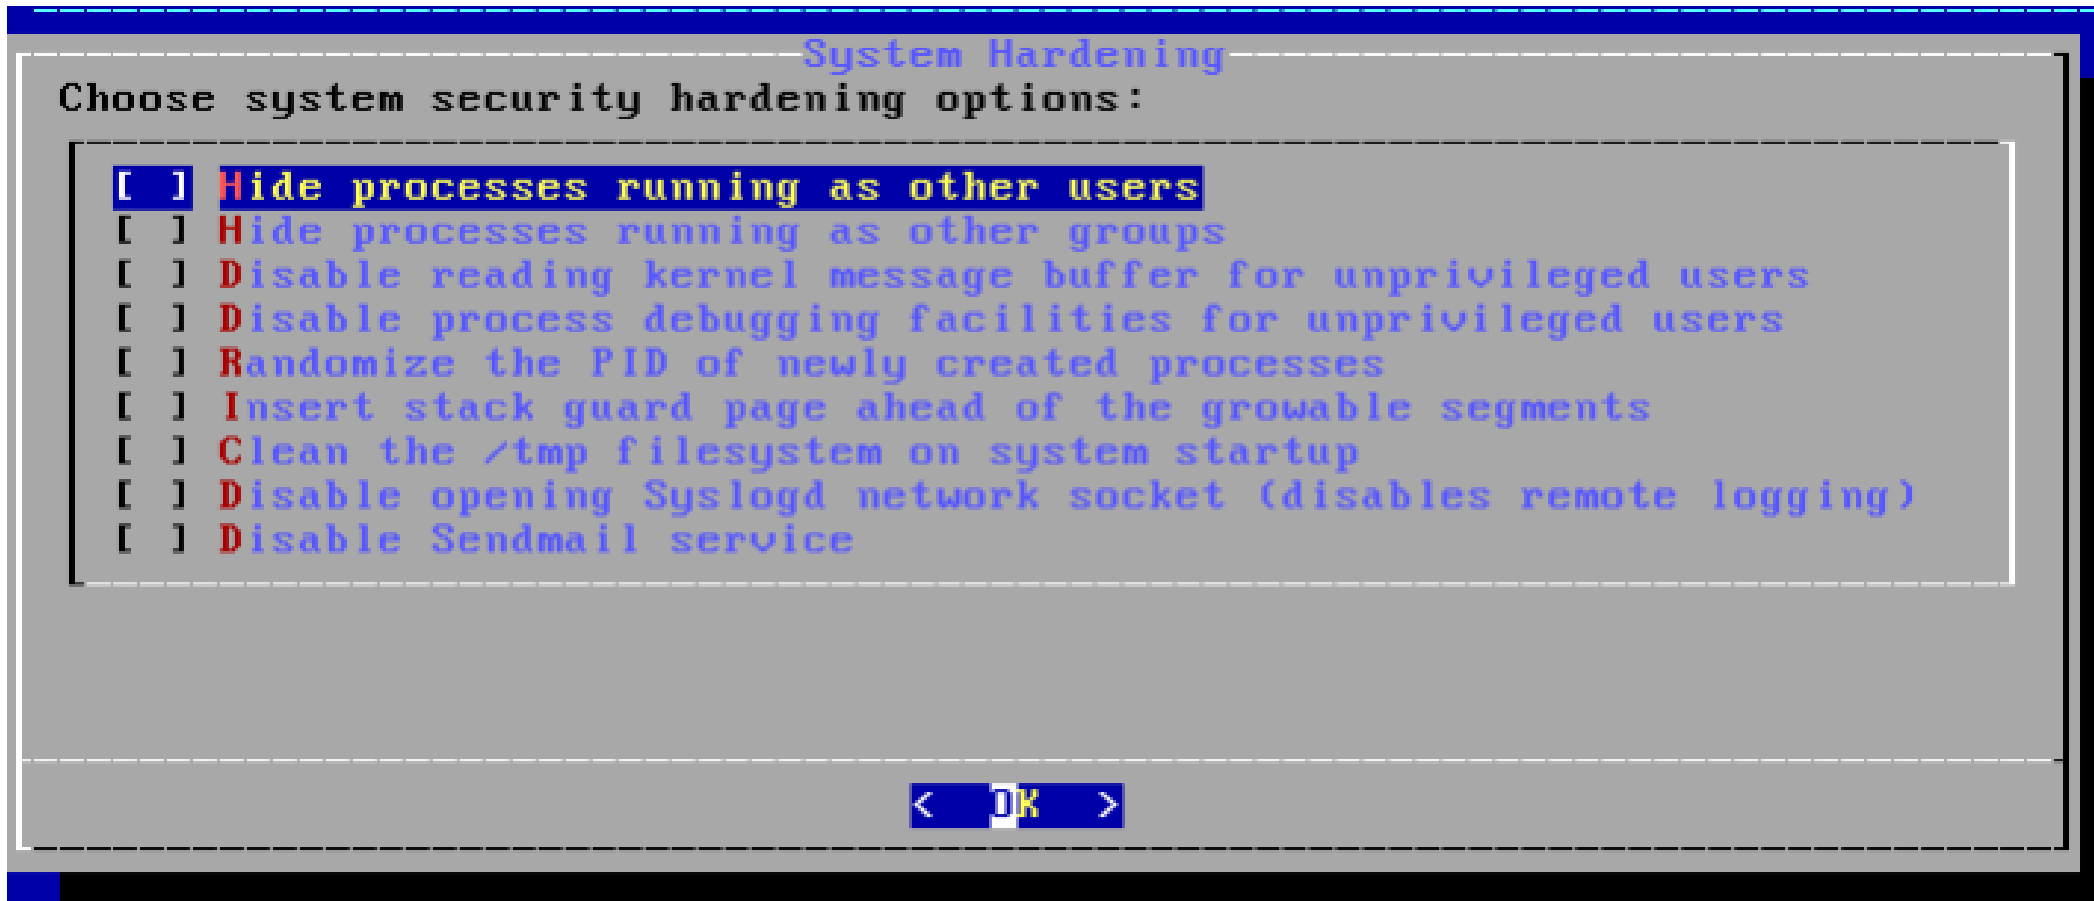 System Hardening
Choose system security hardening options:
[ ] Hide processes running as other users
[ ] Hide processes running as other groups
[ ] Disable reading kernel message buffer for unprivileged users
[ ] Disable process debugging facilities for unprivileged users
[ ] Randomize the PID of newly created processes
[ ] Insert stack guard page ahead of the growable segments
[ ] Clean the /tmp filesystem on system startup
[ ] Disable opening Syslogd network socket (disables remote logging)
[ ] Disable Sendmail service
< OK >